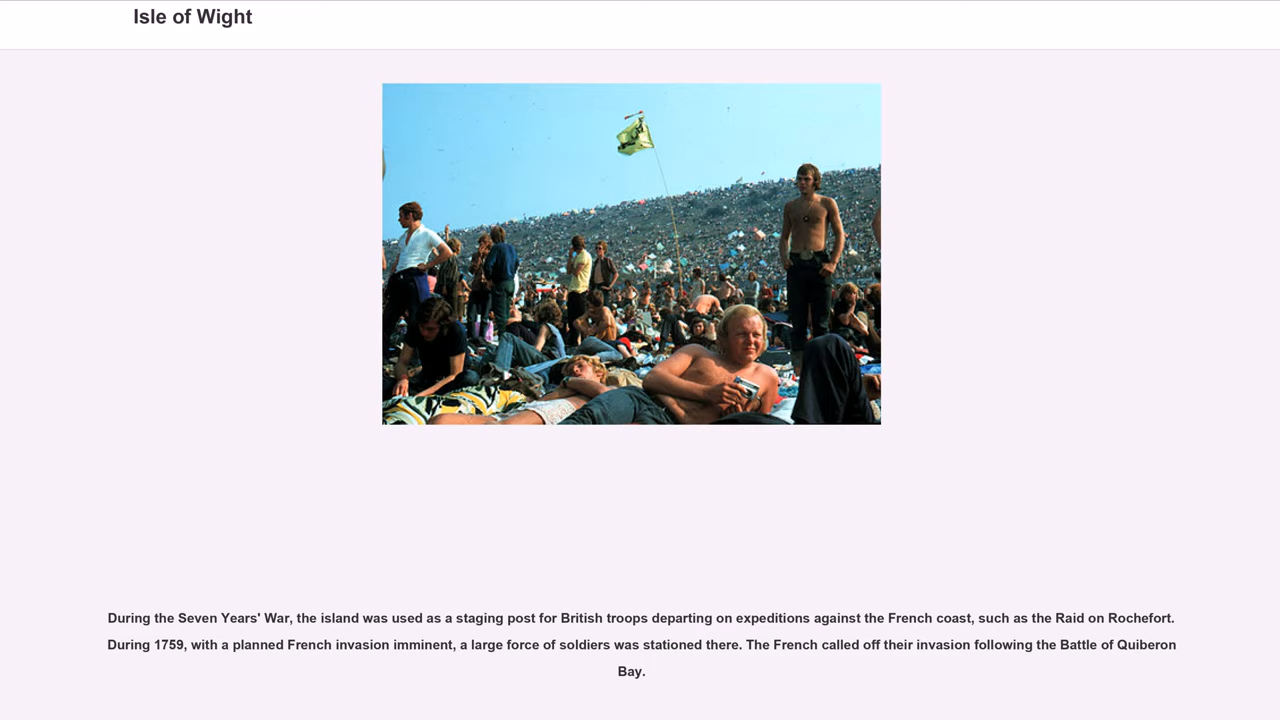 Isle of Wight
During the Seven Years' War, the island was used as a staging post for British troops departing on expeditions against the French coast, such as the Raid on Rochefort.
During 1759, with a planned French invasion imminent, a large force of soldiers was stationed there. The French called off their invasion following the Battle of Quiberon
Bay.